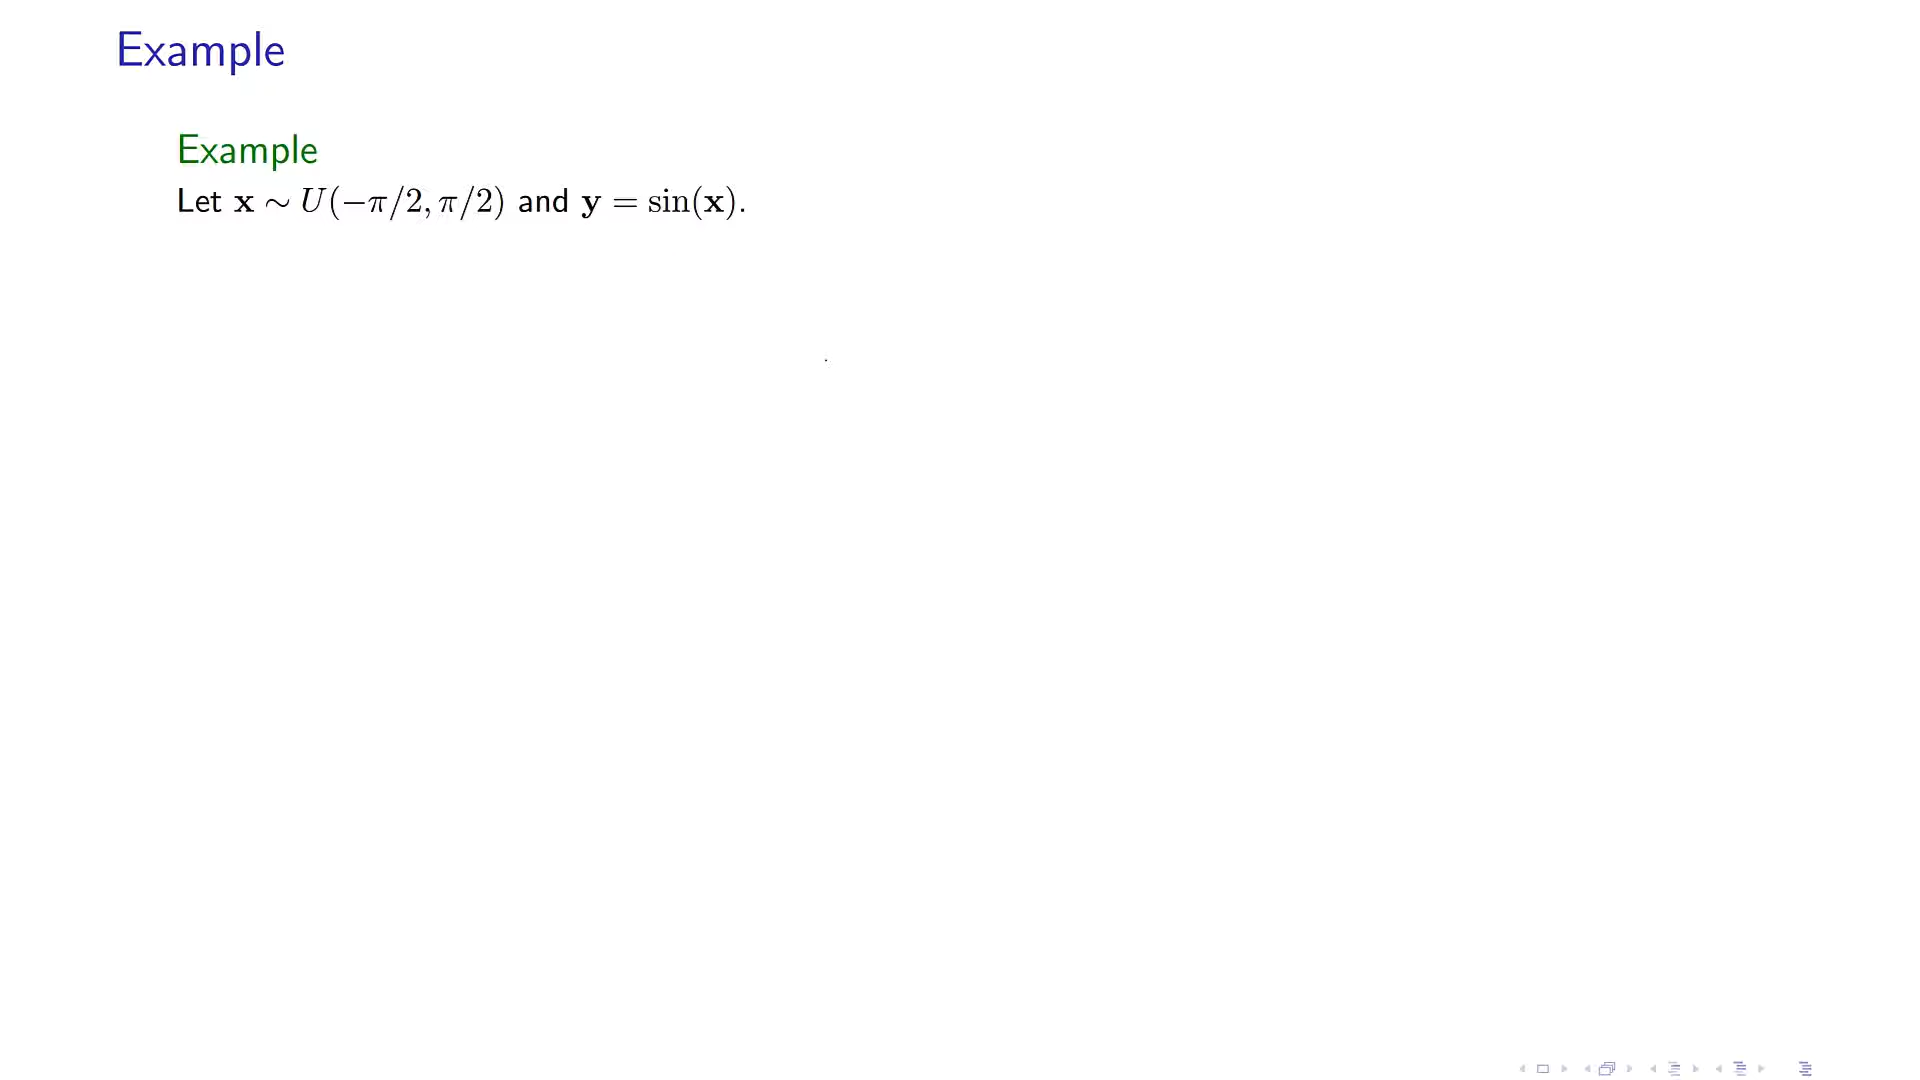 Example
Example
Let x ∼ U(−π/2, π/2) and y = sin(x).